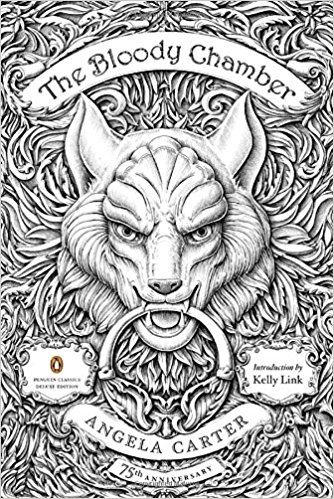 The Bloody Chamber
PENGUIN CLASSICS
DELUXE EDITION
Introduction by
Kelly Link
ANGELA CARTER
75th ANNIVERSARY